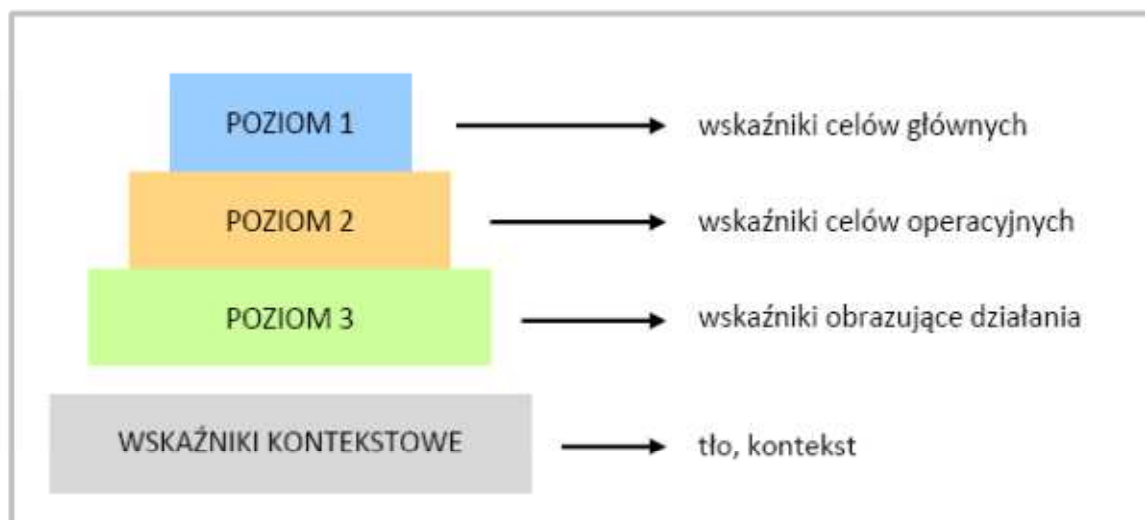 POZIOM 1
wskaźniki celów głównych
POZIOM 2
wskaźniki celów operacyjnych
POZIOM 3
wskaźniki obrazujące działania
WSKAŹNIKI KONTEKSTOWE
tło, kontekst